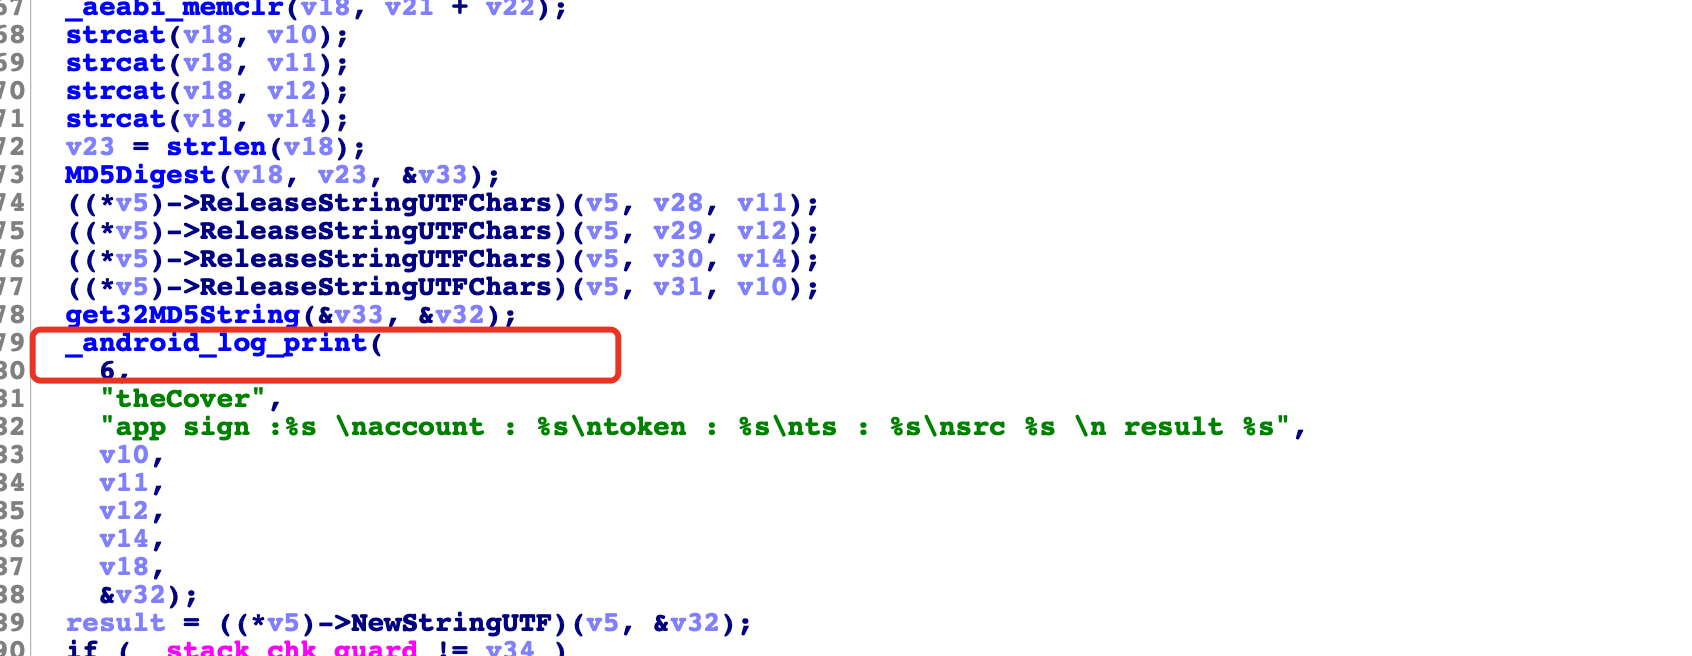 67 _aeabi_memclr(v18, v21 + v22);
68 strcat(v18, v10);
69 strcat(v18, v11);
70 strcat(v18, v12);
71 strcat(v18, v14);
72 v23 = strlen(v18);
73 MD5Digest(v18, v23, &v33);
74 ((*v5)->ReleaseStringUTFChars)(v5, v28, v11);
75 ((*v5)->ReleaseStringUTFChars)(v5, v29, v12);
76 ((*v5)->ReleaseStringUTFChars)(v5, v30, v14);
77 ((*v5)->ReleaseStringUTFChars)(v5, v31, v10);
78 get32MD5String(&v33, &v32);
79 _android_log_print(
80 6,
81 "theCover",
82 "app sign :%s \naccount : %s\ntoken : %s\nts : %s\nsrc %s \n result %s",
83 v10,
84 v11,
85 v12,
86 v14,
87 v18,
88 &v32);
89 result = ((*v5)->NewStringUTF)(v5, &v32);
90 if ( _stack_chk_guard != v34 )